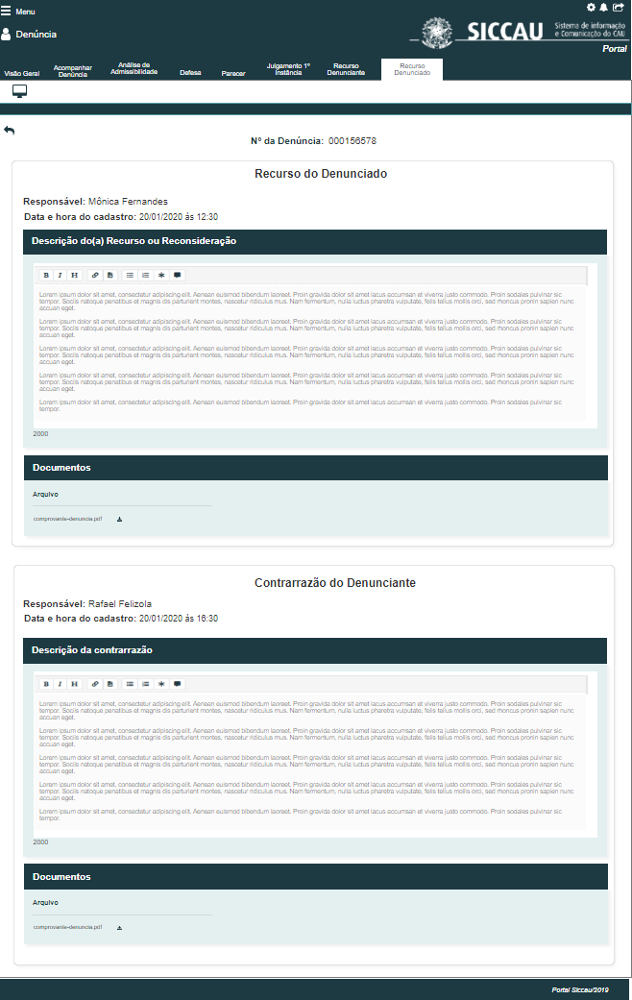 Menu
Denúncia
SICCAU
Sistema de informação
e Comunicação do CAU
Portal
Visão Geral
Acompanhar
Denúncia
Análise de
Admissibilidade
Defesa
Parecer
Julgamento 1ª
Instância
Recurso
Denunciante
Recurso
Denunciado
Nº da Denúncia: 000156578
Recurso do Denunciado
Responsável: Mônica Fernandes
Data e hora do cadastro: 20/01/2020 às 12:30
Descrição do(a) Recurso ou Reconsideração
B I H
Lorem ipsum dolor sit amet, consectetur adipiscing elit. Aenean euismod bibendum laoreet. Proin gravida dolor sit amet lacus accumsan et viverra justo commodo. Proin sodales pulvinar sic
tempor. Sociis natoque penatibus et magnis dis parturient montes, nascetur ridiculus mus. Nam fermentum, nulla luctus pharetra vulputate, felis tellus mollis orci, sed rhoncus pronin sapien nunc
accuan eget.
Lorem ipsum dolor sit amet, consectetur adipiscing elit. Aenean euismod bibendum laoreet. Proin gravida dolor sit amet lacus accumsan et viverra justo commodo. Proin sodales pulvinar sic
tempor. Sociis natoque penatibus et magnis dis parturient montes, nascetur ridiculus mus. Nam fermentum, nulla luctus pharetra vulputate, felis tellus mollis orci, sed rhoncus pronin sapien nunc
accuan eget.
Lorem ipsum dolor sit amet, consectetur adipiscing elit. Aenean euismod bibendum laoreet. Proin gravida dolor sit amet lacus accumsan et viverra justo commodo. Proin sodales pulvinar sic
tempor. Sociis natoque penatibus et magnis dis parturient montes, nascetur ridiculus mus. Nam fermentum, nulla luctus pharetra vulputate, felis tellus mollis orci, sed rhoncus pronin sapien nunc
accuan eget.
Lorem ipsum dolor sit amet, consectetur adipiscing elit. Aenean euismod bibendum laoreet. Proin gravida dolor sit amet lacus accumsan et viverra justo commodo. Proin sodales pulvinar sic
tempor. Sociis natoque penatibus et magnis dis parturient montes, nascetur ridiculus mus. Nam fermentum, nulla luctus pharetra vulputate, felis tellus mollis orci, sed rhoncus pronin sapien nunc
accuan eget.
Lorem ipsum dolor sit amet, consectetur adipiscing elit. Aenean euismod bibendum laoreet. Proin gravida dolor sit amet lacus accumsan et viverra justo commodo. Proin sodales pulvinar sic
tempor.
2000
Documentos
Arquivo
comprovante-denuncia.pdf
Contrarrazão do Denunciante
Responsável: Rafael Felizola
Data e hora do cadastro: 20/01/2020 às 16:30
Descrição da contrarrazão
B I H
Lorem ipsum dolor sit amet, consectetur adipiscing elit. Aenean euismod bibendum laoreet. Proin gravida dolor sit amet lacus accumsan et viverra justo commodo. Proin sodales pulvinar sic
tempor. Sociis natoque penatibus et magnis dis parturient montes, nascetur ridiculus mus. Nam fermentum, nulla luctus pharetra vulputate, felis tellus mollis orci, sed rhoncus pronin sapien nunc
accuan eget.
Lorem ipsum dolor sit amet, consectetur adipiscing elit. Aenean euismod bibendum laoreet. Proin gravida dolor sit amet lacus accumsan et viverra justo commodo. Proin sodales pulvinar sic
tempor. Sociis natoque penatibus et magnis dis parturient montes, nascetur ridiculus mus. Nam fermentum, nulla luctus pharetra vulputate, felis tellus mollis orci, sed rhoncus pronin sapien nunc
accuan eget.
Lorem ipsum dolor sit amet, consectetur adipiscing elit. Aenean euismod bibendum laoreet. Proin gravida dolor sit amet lacus accumsan et viverra justo commodo. Proin sodales pulvinar sic
tempor. Sociis natoque penatibus et magnis dis parturient montes, nascetur ridiculus mus. Nam fermentum, nulla luctus pharetra vulputate, felis tellus mollis orci, sed rhoncus pronin sapien nunc
accuan eget.
Lorem ipsum dolor sit amet, consectetur adipiscing elit. Aenean euismod bibendum laoreet. Proin gravida dolor sit amet lacus accumsan et viverra justo commodo. Proin sodales pulvinar sic
tempor. Sociis natoque penatibus et magnis dis parturient montes, nascetur ridiculus mus. Nam fermentum, nulla luctus pharetra vulputate, felis tellus mollis orci, sed rhoncus pronin sapien nunc
accuan eget.
Lorem ipsum dolor sit amet, consectetur adipiscing elit. Aenean euismod bibendum laoreet. Proin gravida dolor sit amet lacus accumsan et viverra justo commodo. Proin sodales pulvinar sic
tempor.
2000
Documentos
Arquivo
comprovante-denuncia.pdf
Portal Siccau/2019